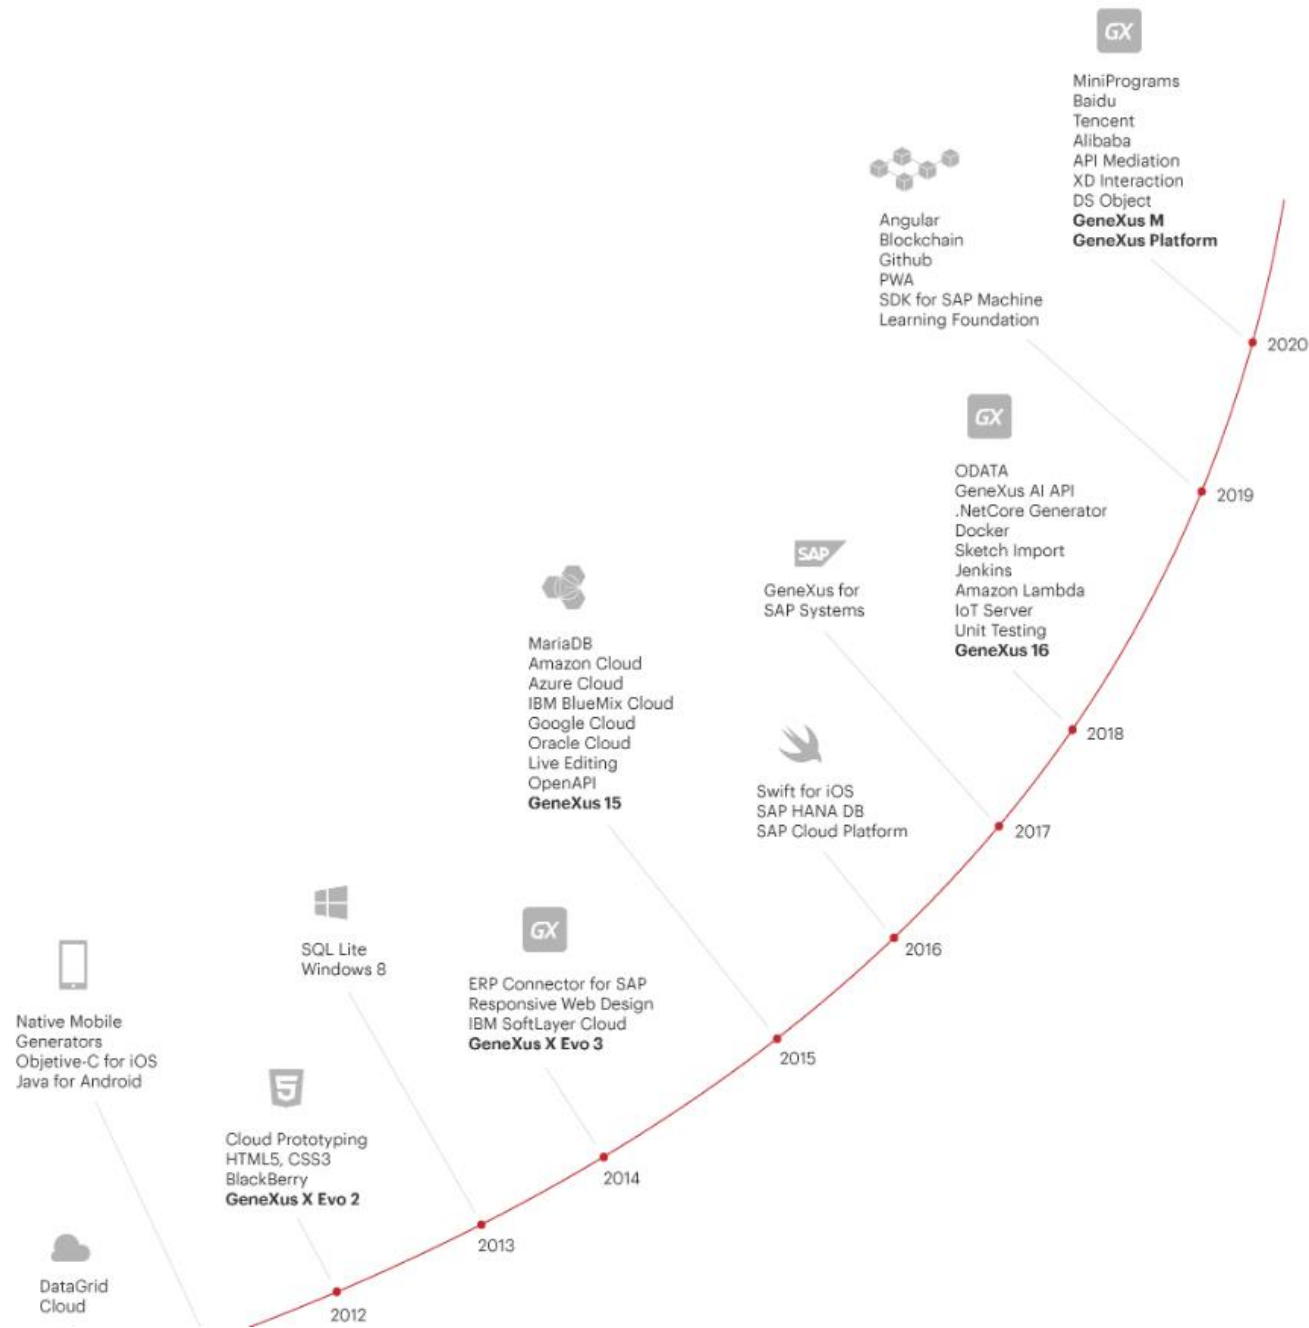 GX
MiniPrograms
Baidu
Tencent
Alibaba
API Mediation
XD Interaction
DS Object
GeneXus M
GeneXus Platform
2020
Angular
Blockchain
Github
PWA
SDK for SAP Machine
Learning Foundation
2019
GX
ODATA
GeneXus AI API
.NetCore Generator
Docker
Sketch Import
Jenkins
Amazon Lambda
IoT Server
Unit Testing
GeneXus 16
2018
SAP
GeneXus for
SAP Systems
2017
MariaDB
Amazon Cloud
Azure Cloud
IBM BlueMix Cloud
Google Cloud
Oracle Cloud
Live Editing
OpenAPI
GeneXus 15
2015
Swift for iOS
SAP HANA DB
SAP Cloud Platform
2016
SQL Lite
Windows 8
2013
GX
ERP Connector for SAP
Responsive Web Design
IBM SoftLayer Cloud
GeneXus X Evo 3
2014
Native Mobile
Generators
Objetive-C for iOS
Java for Android
5
Cloud Prototyping
HTML5, CSS3
BlackBerry
GeneXus X Evo 2
2012
DataGrid
Cloud